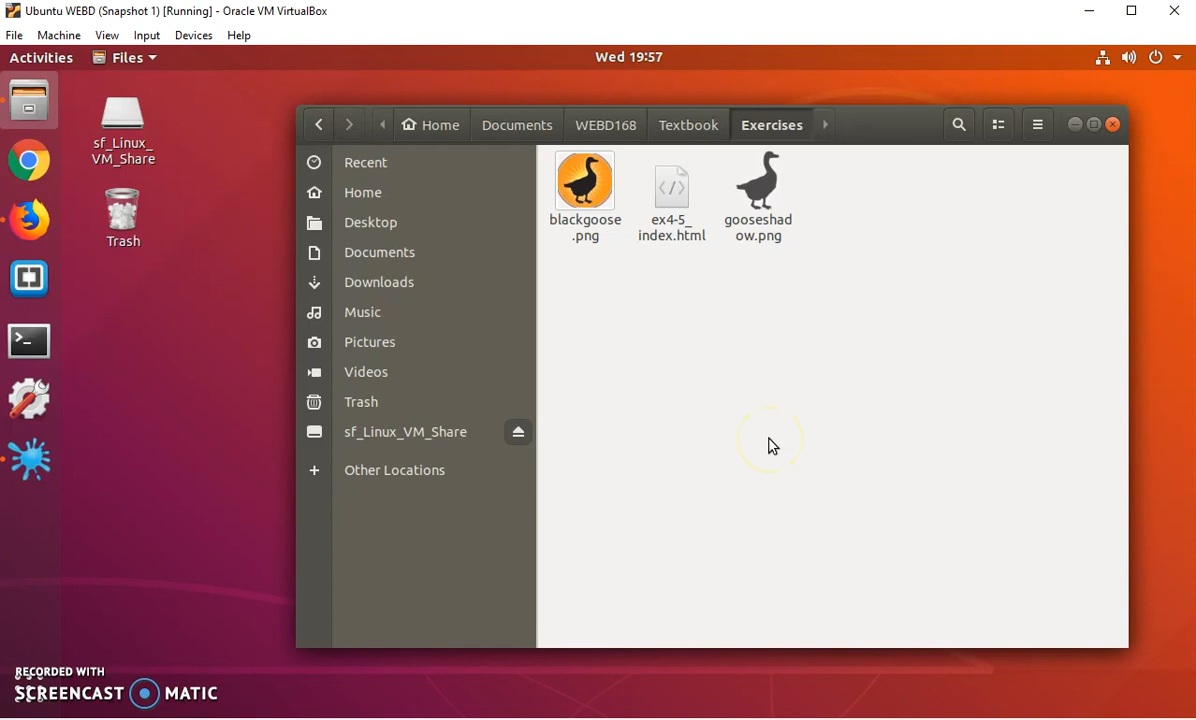 Ubuntu WEBD (Snapshot 1) [Running] - Oracle VM VirtualBox
File Machine View Input Devices Help
Activities Files Wed 19:57
sf_Linux_
VM_Share
Trash
Home Documents WEBD168 Textbook Exercises
Recent
Home
Desktop
Documents
Downloads
Music
Pictures
Videos
Trash
sf_Linux_VM_Share
Other Locations
blackgoose
.png
ex4-5_
index.html
gooseshad
ow.png
RECORDED WITH
SCREENCAST MATIC